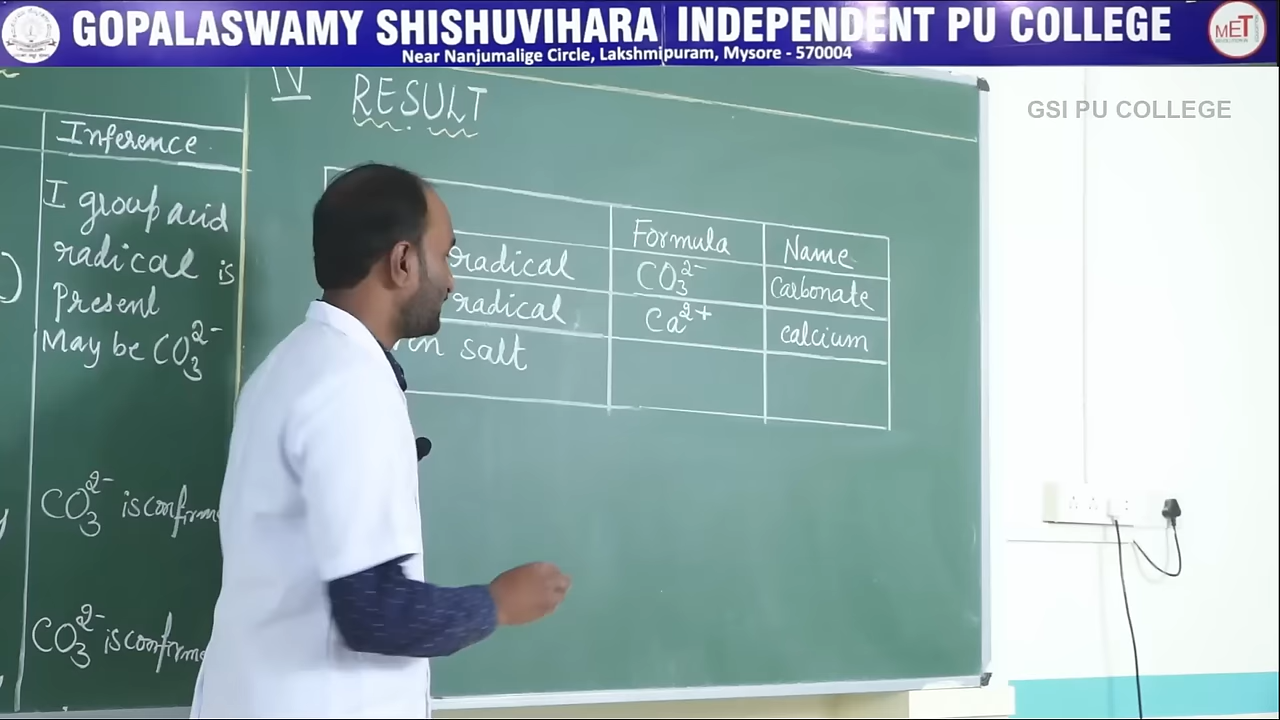 GOPALASWAMY SHISHUVIHARA INDEPENDENT PU COLLEGE
Near Nanjumalige Circle, Lakshmipuram, Mysore - 570004
MET
GSI PU COLLEGE
Inference
I group acid
radical is
Present
May be CO₃²⁻
CO₃²⁻ is confirm
CO₃²⁻ is confirm
IV RESULT
Formula Name
radical CO₃²⁻ Carbonate
radical Ca²⁺ calcium
salt